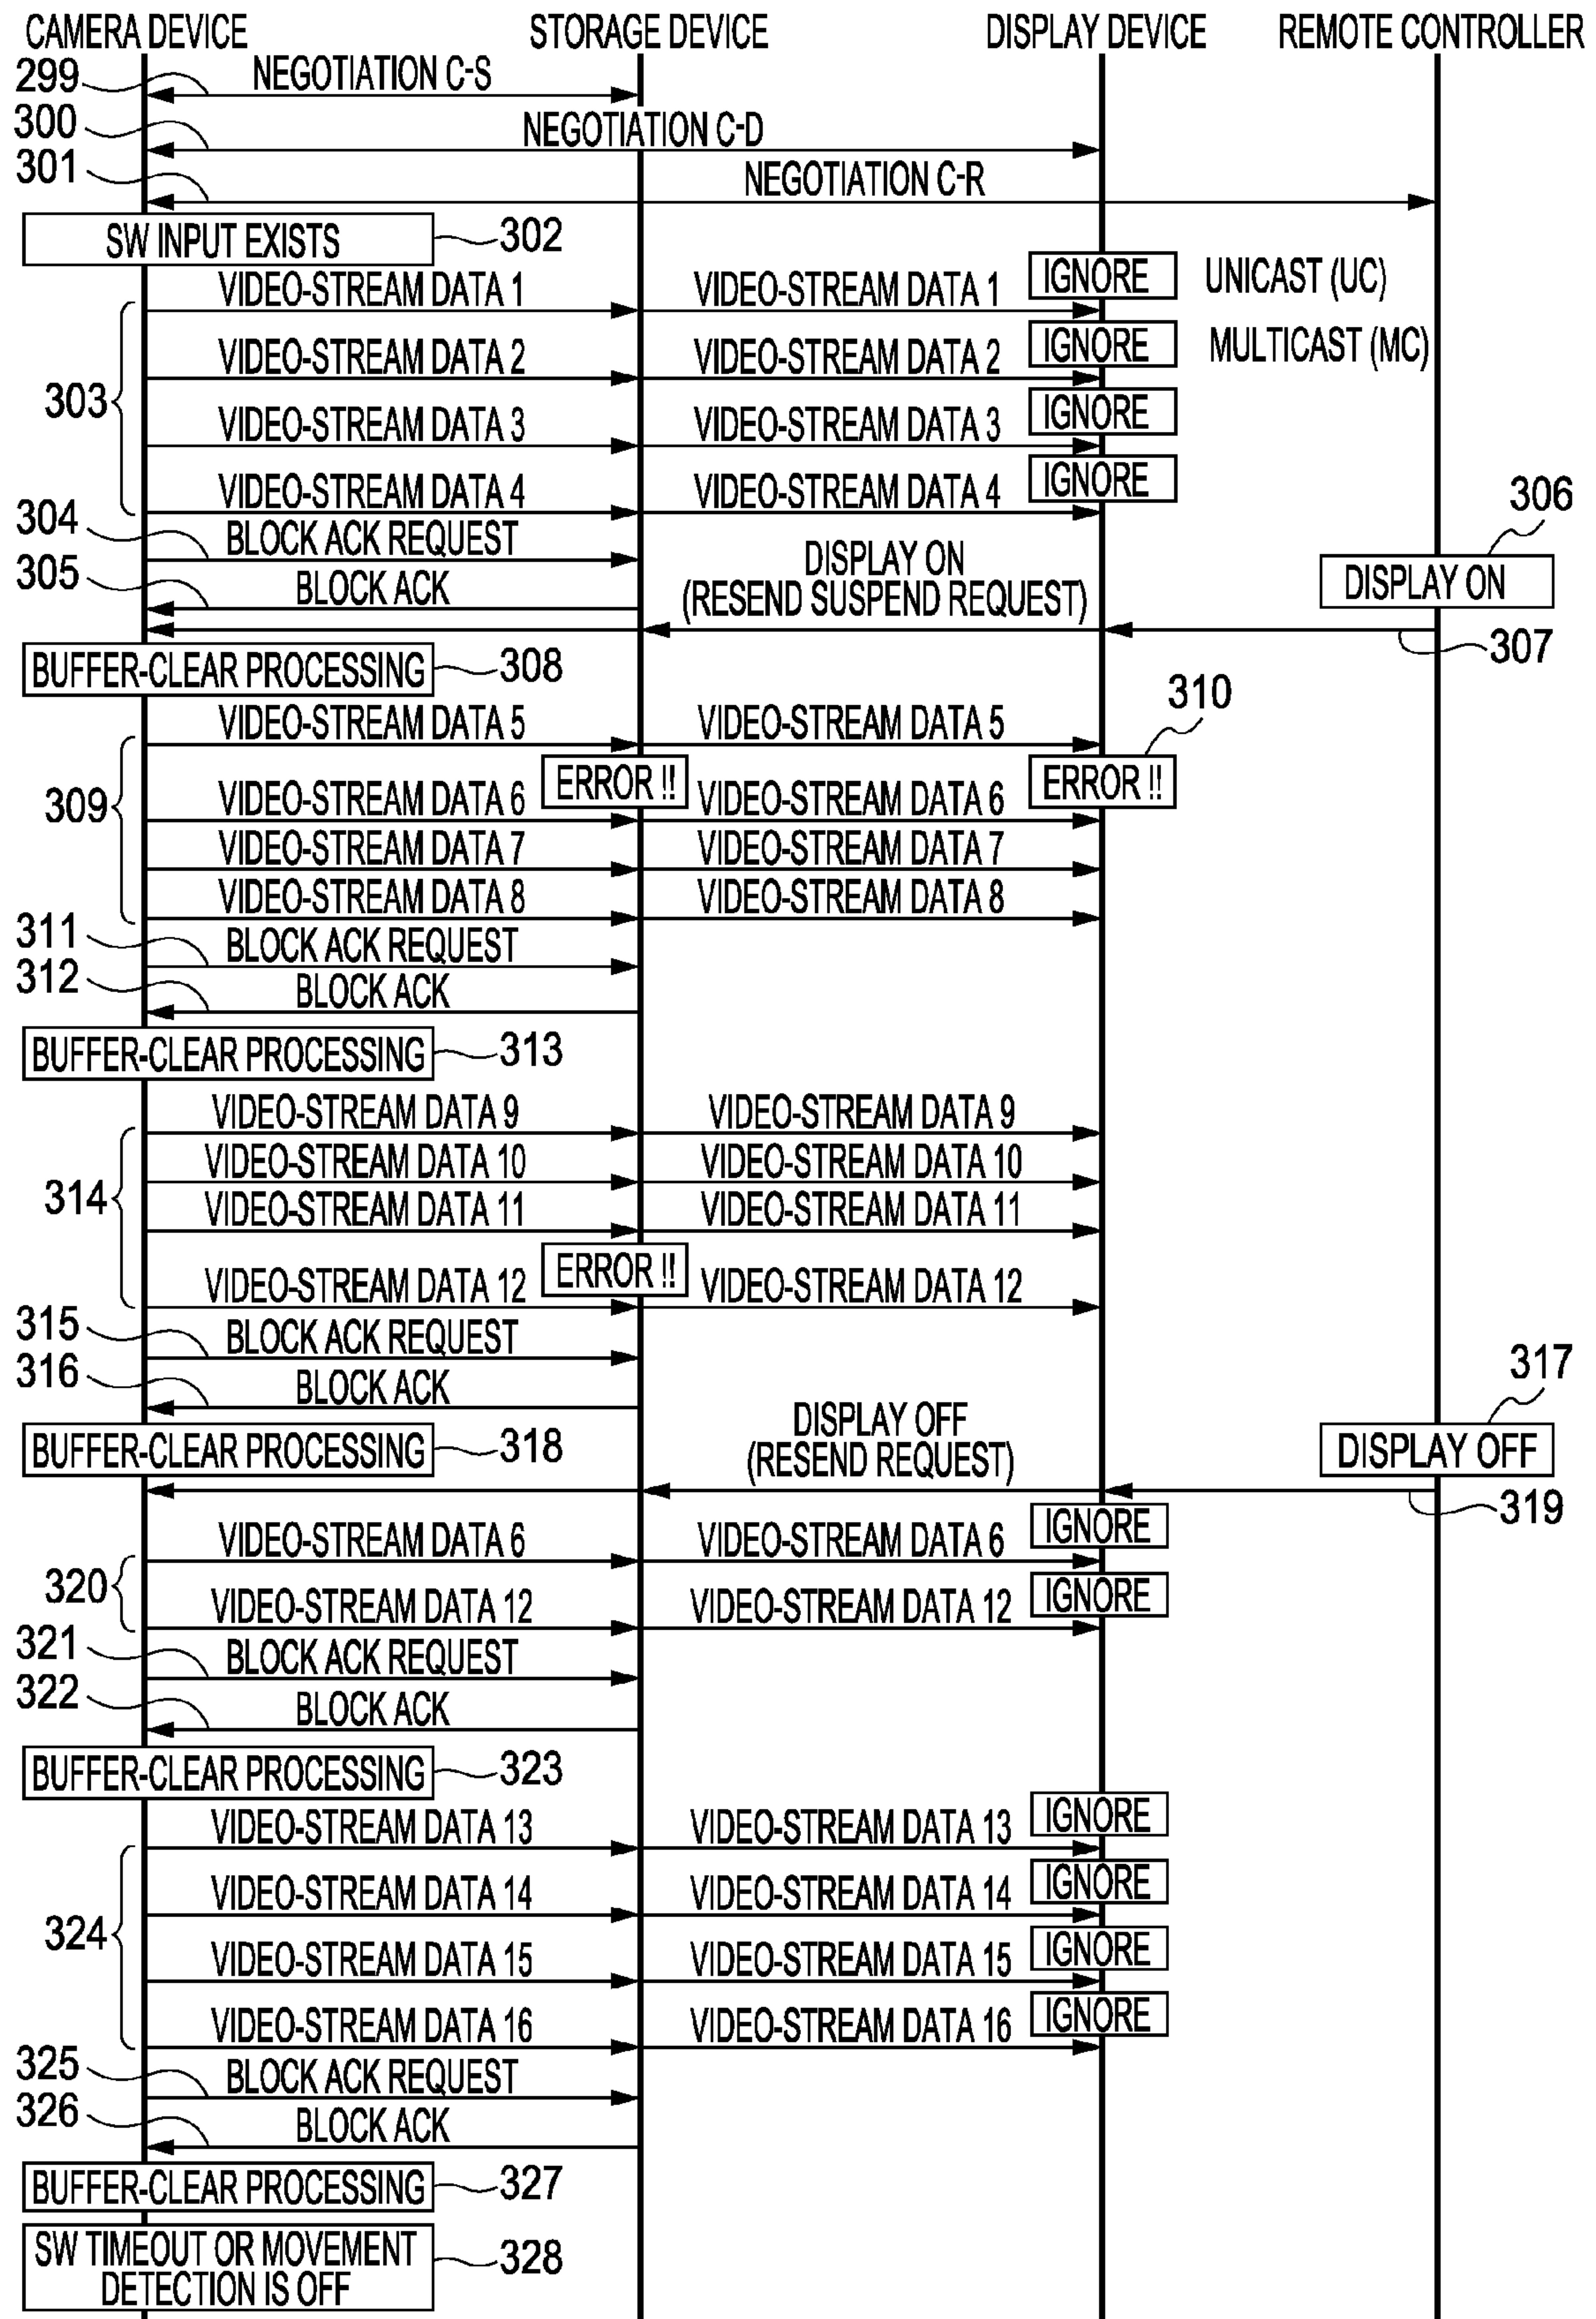 CAMERA DEVICE STORAGE DEVICE DISPLAY DEVICE REMOTE CONTROLLER
299 NEGOTIATION C-S
300 NEGOTIATION C-D
301 NEGOTIATION C-R
SW INPUT EXISTS 302
VIDEO-STREAM DATA 1 VIDEO-STREAM DATA 1 IGNORE UNICAST (UC)
VIDEO-STREAM DATA 2 VIDEO-STREAM DATA 2 IGNORE MULTICAST (MC)
303
VIDEO-STREAM DATA 3 VIDEO-STREAM DATA 3 IGNORE
VIDEO-STREAM DATA 4 VIDEO-STREAM DATA 4 IGNORE
304 BLOCK ACK REQUEST 306
305 BLOCK ACK DISPLAY ON DISPLAY ON
(RESEND SUSPEND REQUEST)
307
BUFFER-CLEAR PROCESSING 308
310
VIDEO-STREAM DATA 5 VIDEO-STREAM DATA 5
ERROR !! ERROR !!
309 VIDEO-STREAM DATA 6 VIDEO-STREAM DATA 6
VIDEO-STREAM DATA 7 VIDEO-STREAM DATA 7
VIDEO-STREAM DATA 8 VIDEO-STREAM DATA 8
311 BLOCK ACK REQUEST
312 BLOCK ACK
BUFFER-CLEAR PROCESSING 313
VIDEO-STREAM DATA 9 VIDEO-STREAM DATA 9
VIDEO-STREAM DATA 10 VIDEO-STREAM DATA 10
314 VIDEO-STREAM DATA 11 VIDEO-STREAM DATA 11
ERROR !!
VIDEO-STREAM DATA 12 VIDEO-STREAM DATA 12
315 BLOCK ACK REQUEST
316 BLOCK ACK 317
DISPLAY OFF
BUFFER-CLEAR PROCESSING 318 (RESEND REQUEST) DISPLAY OFF
319
VIDEO-STREAM DATA 6 VIDEO-STREAM DATA 6 IGNORE
320
VIDEO-STREAM DATA 12 VIDEO-STREAM DATA 12 IGNORE
321 BLOCK ACK REQUEST
322 BLOCK ACK
BUFFER-CLEAR PROCESSING 323
VIDEO-STREAM DATA 13 VIDEO-STREAM DATA 13 IGNORE
VIDEO-STREAM DATA 14 VIDEO-STREAM DATA 14 IGNORE
324
VIDEO-STREAM DATA 15 VIDEO-STREAM DATA 15 IGNORE
VIDEO-STREAM DATA 16 VIDEO-STREAM DATA 16 IGNORE
325 BLOCK ACK REQUEST
326 BLOCK ACK
BUFFER-CLEAR PROCESSING 327
SW TIMEOUT OR MOVEMENT 328
DETECTION IS OFF